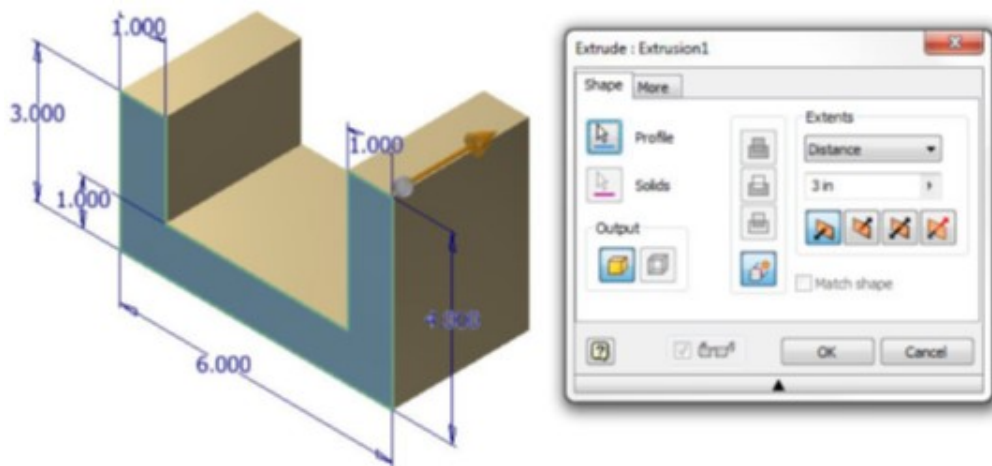 1.000
3.000
1.000
1.000
6.000
Extrude : Extrusion1
Shape
More
Profile
Solids
Output
Extents
Distance
3 in
Match shape
OK
Cancel